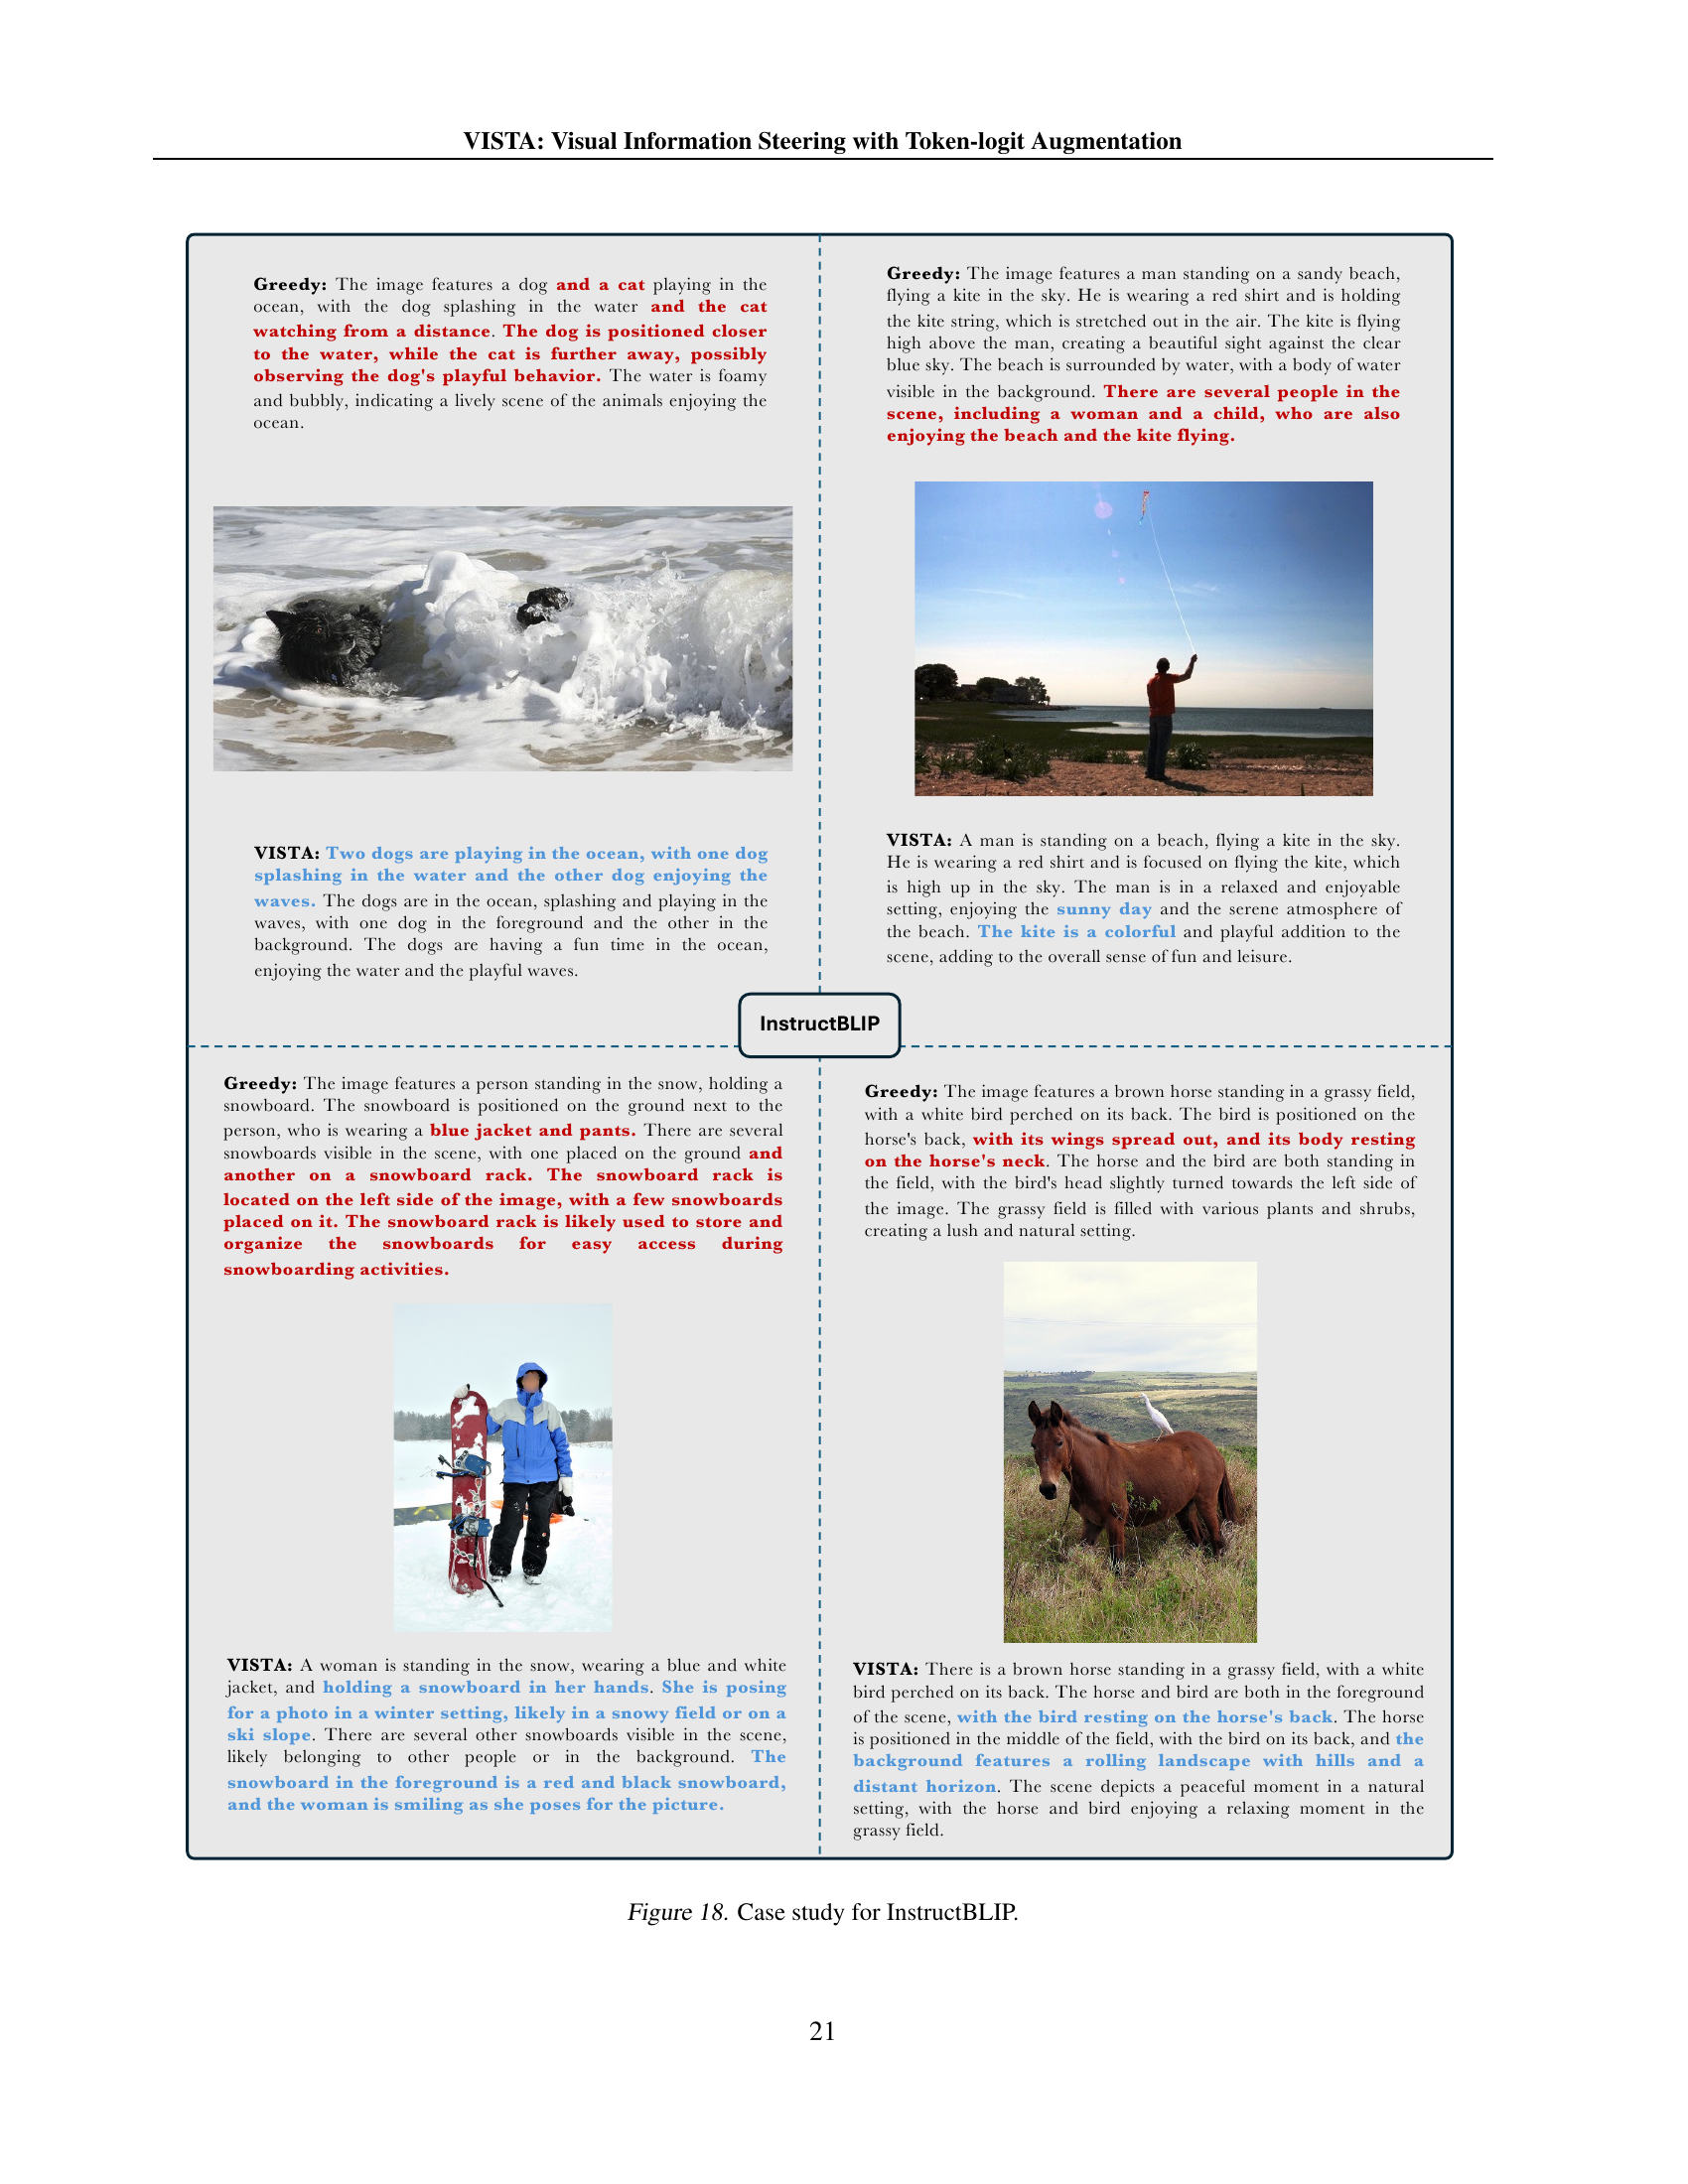 VISTA: Visual Information Steering with Token-logit Augmentation
Greedy: The image features a dog and a cat playing in the
ocean, with the dog splashing in the water and the cat
watching from a distance. The dog is positioned closer
to the water, while the cat is further away, possibly
observing the dog's playful behavior. The water is foamy
and bubbly, indicating a lively scene of the animals enjoying the
ocean.
VISTA: Two dogs are playing in the ocean, with one dog
splashing in the water and the other dog enjoying the
waves. The dogs are in the ocean, splashing and playing in the
waves, with one dog in the foreground and the other in the
background. The dogs are having a fun time in the ocean,
enjoying the water and the playful waves.
Greedy: The image features a man standing on a sandy beach,
flying a kite in the sky. He is wearing a red shirt and is holding
the kite string, which is stretched out in the air. The kite is flying
high above the man, creating a beautiful sight against the clear
blue sky. The beach is surrounded by water, with a body of water
visible in the background. There are several people in the
scene, including a woman and a child, who are also
enjoying the beach and the kite flying.
VISTA: A man is standing on a beach, flying a kite in the sky.
He is wearing a red shirt and is focused on flying the kite, which
is high up in the sky. The man is in a relaxed and enjoyable
setting, enjoying the sunny day and the serene atmosphere of
the beach. The kite is a colorful and playful addition to the
scene, adding to the overall sense of fun and leisure.
InstructBLIP
Greedy: The image features a person standing in the snow, holding a
snowboard. The snowboard is positioned on the ground next to the
person, who is wearing a blue jacket and pants. There are several
snowboards visible in the scene, with one placed on the ground and
another on a snowboard rack. The snowboard rack is
located on the left side of the image, with a few snowboards
placed on it. The snowboard rack is likely used to store and
organize the snowboards for easy access during
snowboarding activities.
VISTA: A woman is standing in the snow, wearing a blue and white
jacket, and holding a snowboard in her hands. She is posing
for a photo in a winter setting, likely in a snowy field or on a
ski slope. There are several other snowboards visible in the scene,
likely belonging to other people or in the background. The
snowboard in the foreground is a red and black snowboard,
and the woman is smiling as she poses for the picture.
Greedy: The image features a brown horse standing in a grassy field,
with a white bird perched on its back. The bird is positioned on the
horse's back, with its wings spread out, and its body resting
on the horse's neck. The horse and the bird are both standing in
the field, with the bird's head slightly turned towards the left side of
the image. The grassy field is filled with various plants and shrubs,
creating a lush and natural setting.
VISTA: There is a brown horse standing in a grassy field, with a white
bird perched on its back. The horse and bird are both in the foreground
of the scene, with the bird resting on the horse's back. The horse
is positioned in the middle of the field, with the bird on its back, and the
background features a rolling landscape with hills and a
distant horizon. The scene depicts a peaceful moment in a natural
setting, with the horse and bird enjoying a relaxing moment in the
grassy field.
Figure 18. Case study for InstructBLIP.
21